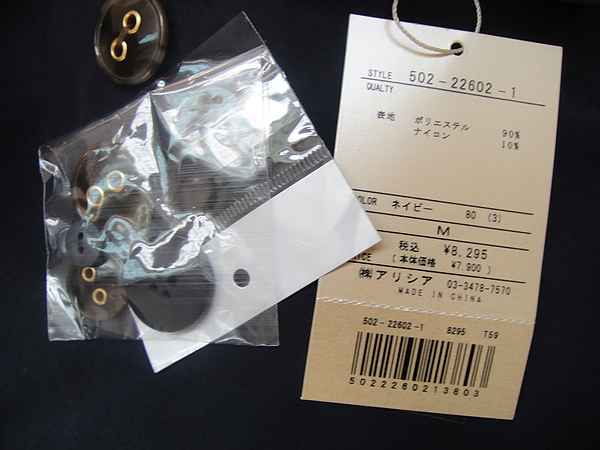 STYLE 502-22602-1
QUALTY
表地 ポリエステル 90%
ナイロン 10%
COLOR ネイビー 80 (3)
M
税込 ¥8,295
(本体価格 ¥7,900)
㈱アリシア 03-3478-7570
MADE IN CHINA
502-22602-1 8295 T59
5022260213803